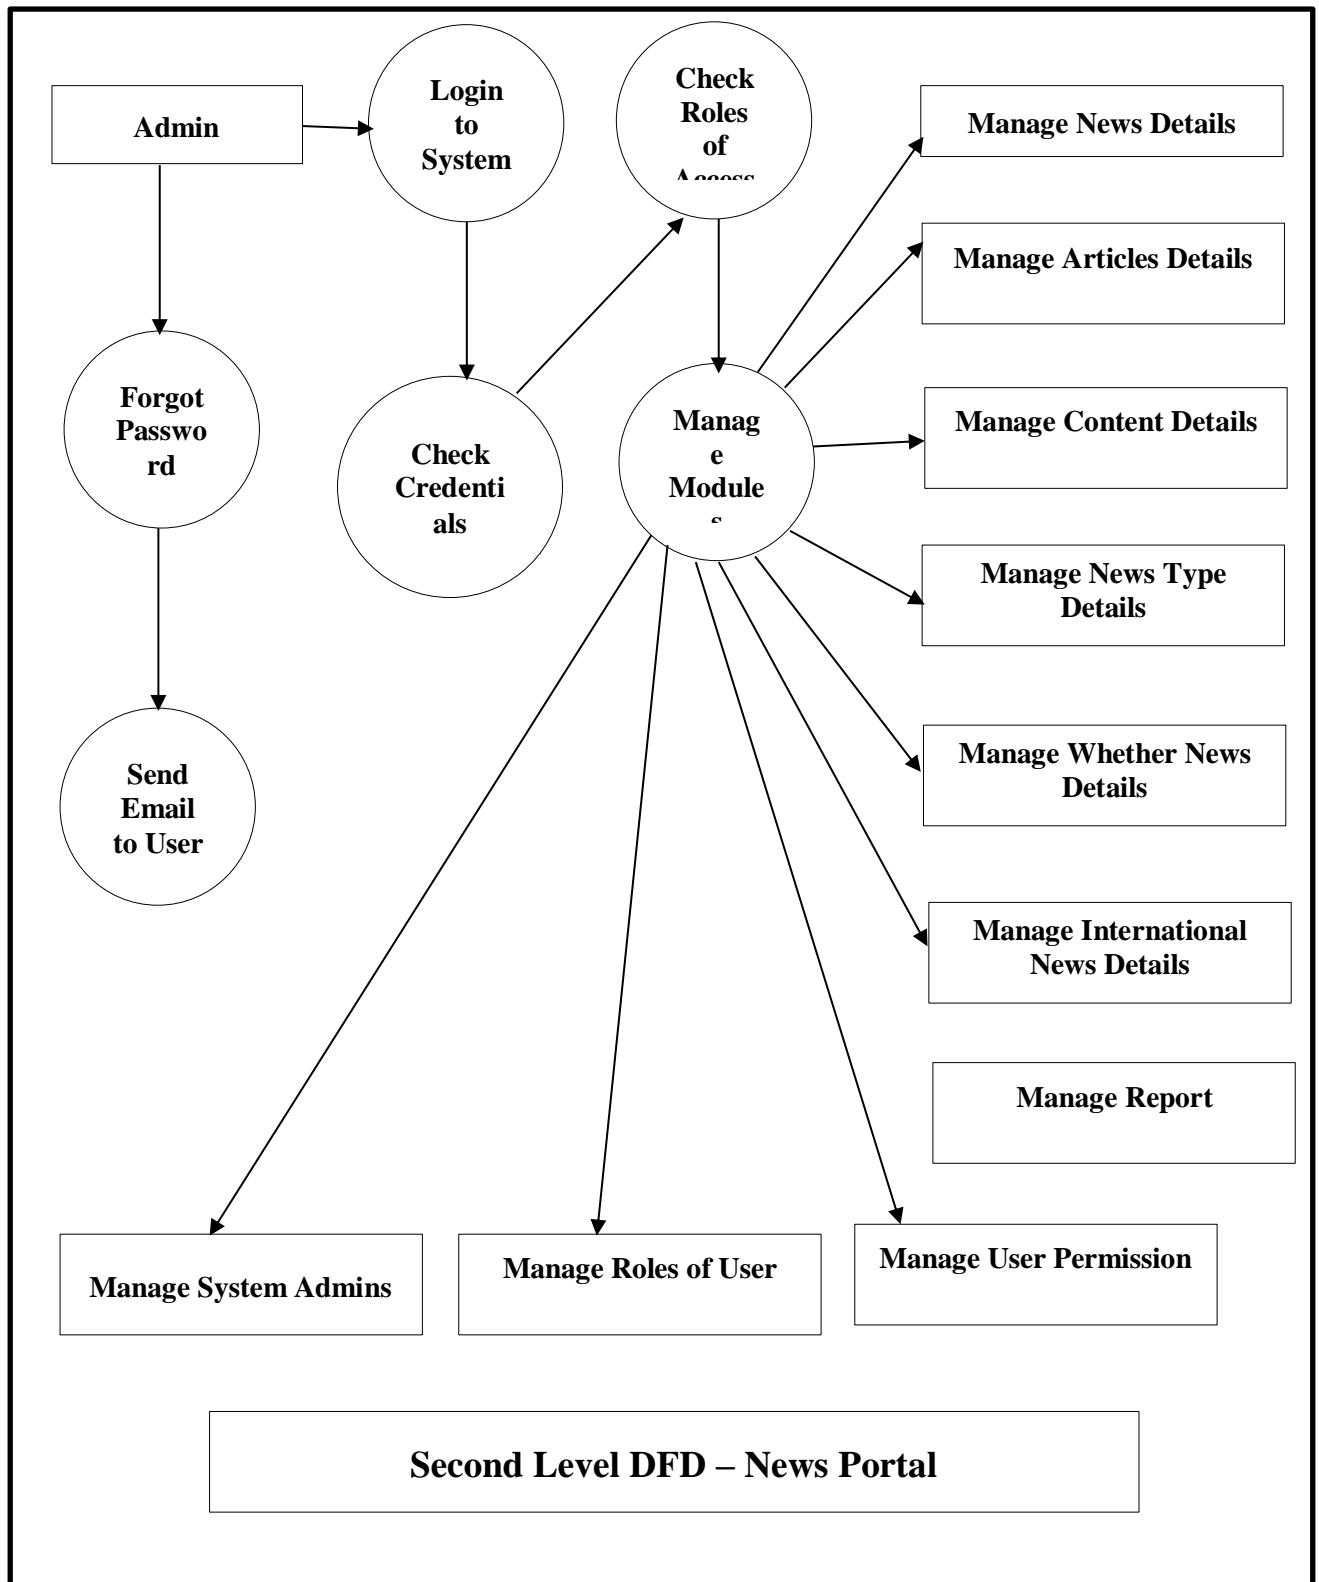 Admin
Login
to
System
Check
Roles
of
Access
Manage News Details
Manage Articles Details
Forgot
Passwo
rd
Check
Credenti
als
Manag
e
Module
s
Manage Content Details
Manage News Type
Details
Manage Whether News
Details
Send
Email
to User
Manage International
News Details
Manage Report
Manage System Admins
Manage Roles of User
Manage User Permission
Second Level DFD – News Portal